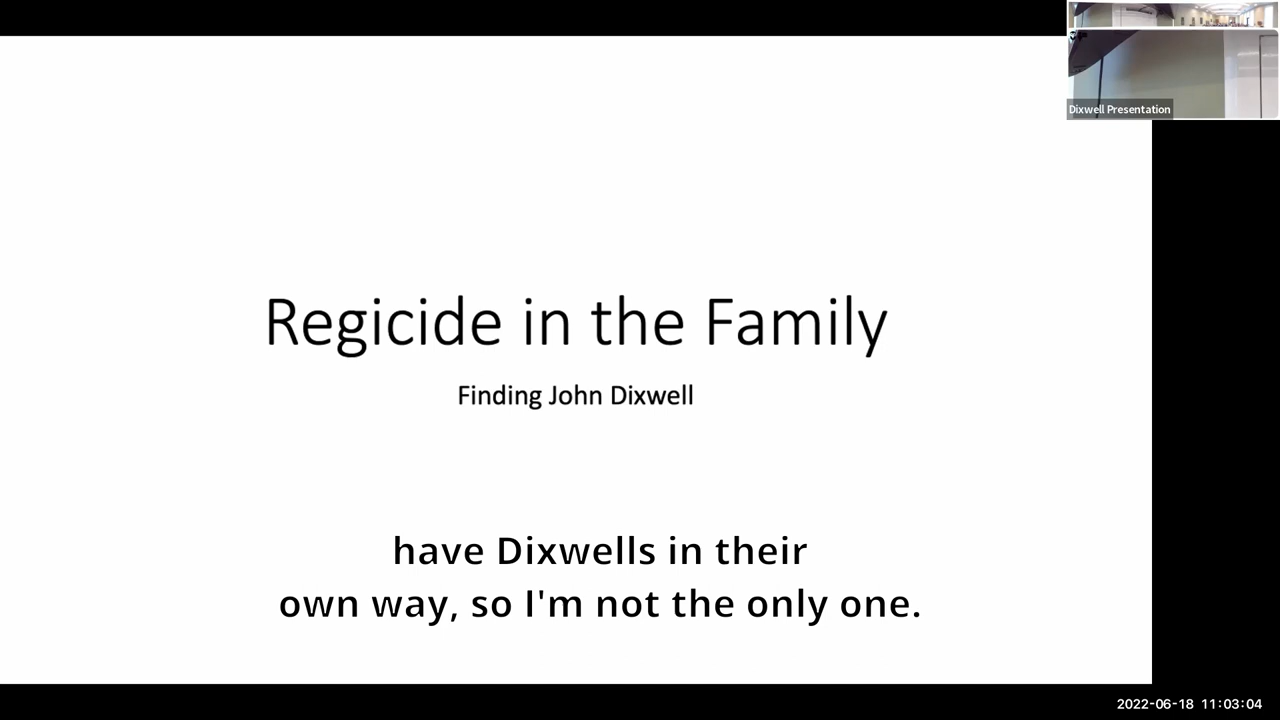 Dixwell Presentation
Regicide in the Family
Finding John Dixwell
have Dixwells in their
own way, so I'm not the only one.
2022-06-18 11:03:04